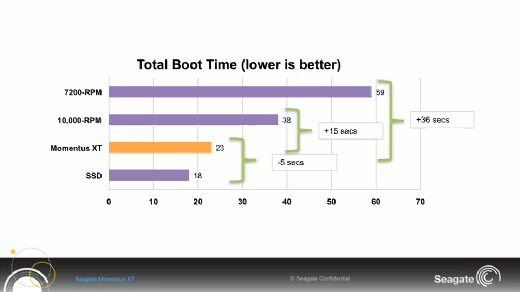 Total Boot Time (lower is better)
7200-RPM
59
+36 secs
10,000-RPM
38
+15 secs
Momentus XT
23
-5 secs
SSD
18
0 10 20 30 40 50 60 70
Seagate Momentus XT
© Seagate Confidential
Seagate